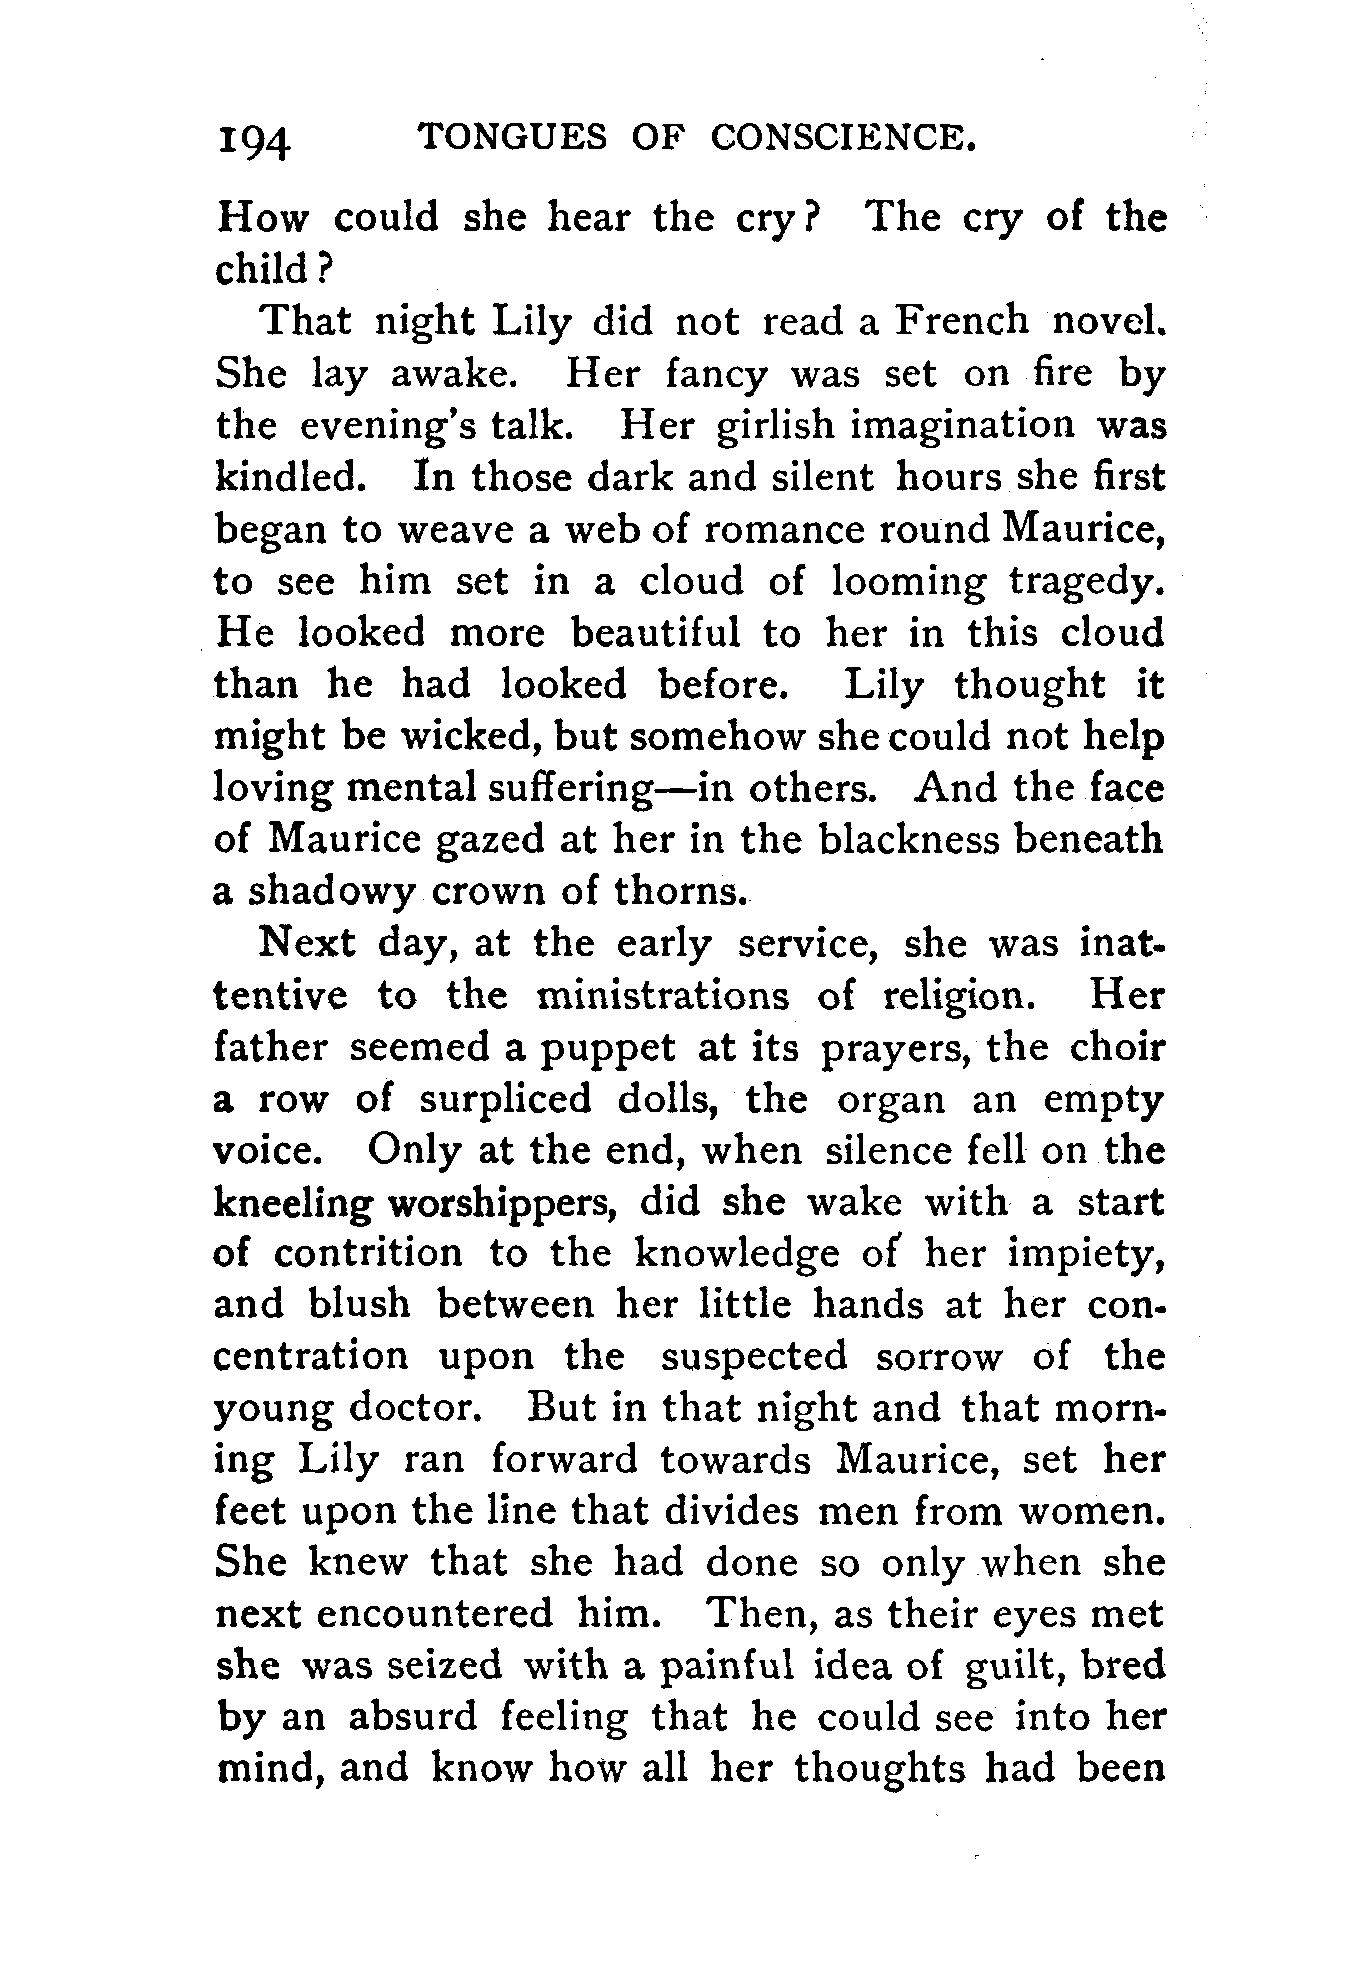 194 TONGUES OF CONSCIENCE.
How could she hear the cry? The cry of the
child?
That night Lily did not read a French novel.
She lay awake. Her fancy was set on fire by
the evening's talk. Her girlish imagination was
kindled. In those dark and silent hours she first
began to weave a web of romance round Maurice,
to see him set in a cloud of looming tragedy.
He looked more beautiful to her in this cloud
than he had looked before. Lily thought it
might be wicked, but somehow she could not help
loving mental suffering—in others. And the face
of Maurice gazed at her in the blackness beneath
a shadowy crown of thorns.
Next day, at the early service, she was inat-
tentive to the ministrations of religion. Her
father seemed a puppet at its prayers, the choir
a row of surpliced dolls, the organ an empty
voice. Only at the end, when silence fell on the
kneeling worshippers, did she wake with a start
of contrition to the knowledge of her impiety,
and blush between her little hands at her con-
centration upon the suspected sorrow of the
young doctor. But in that night and that morn-
ing Lily ran forward towards Maurice, set her
feet upon the line that divides men from women.
She knew that she had done so only when she
next encountered him. Then, as their eyes met
she was seized with a painful idea of guilt, bred
by an absurd feeling that he could see into her
mind, and know how all her thoughts had been